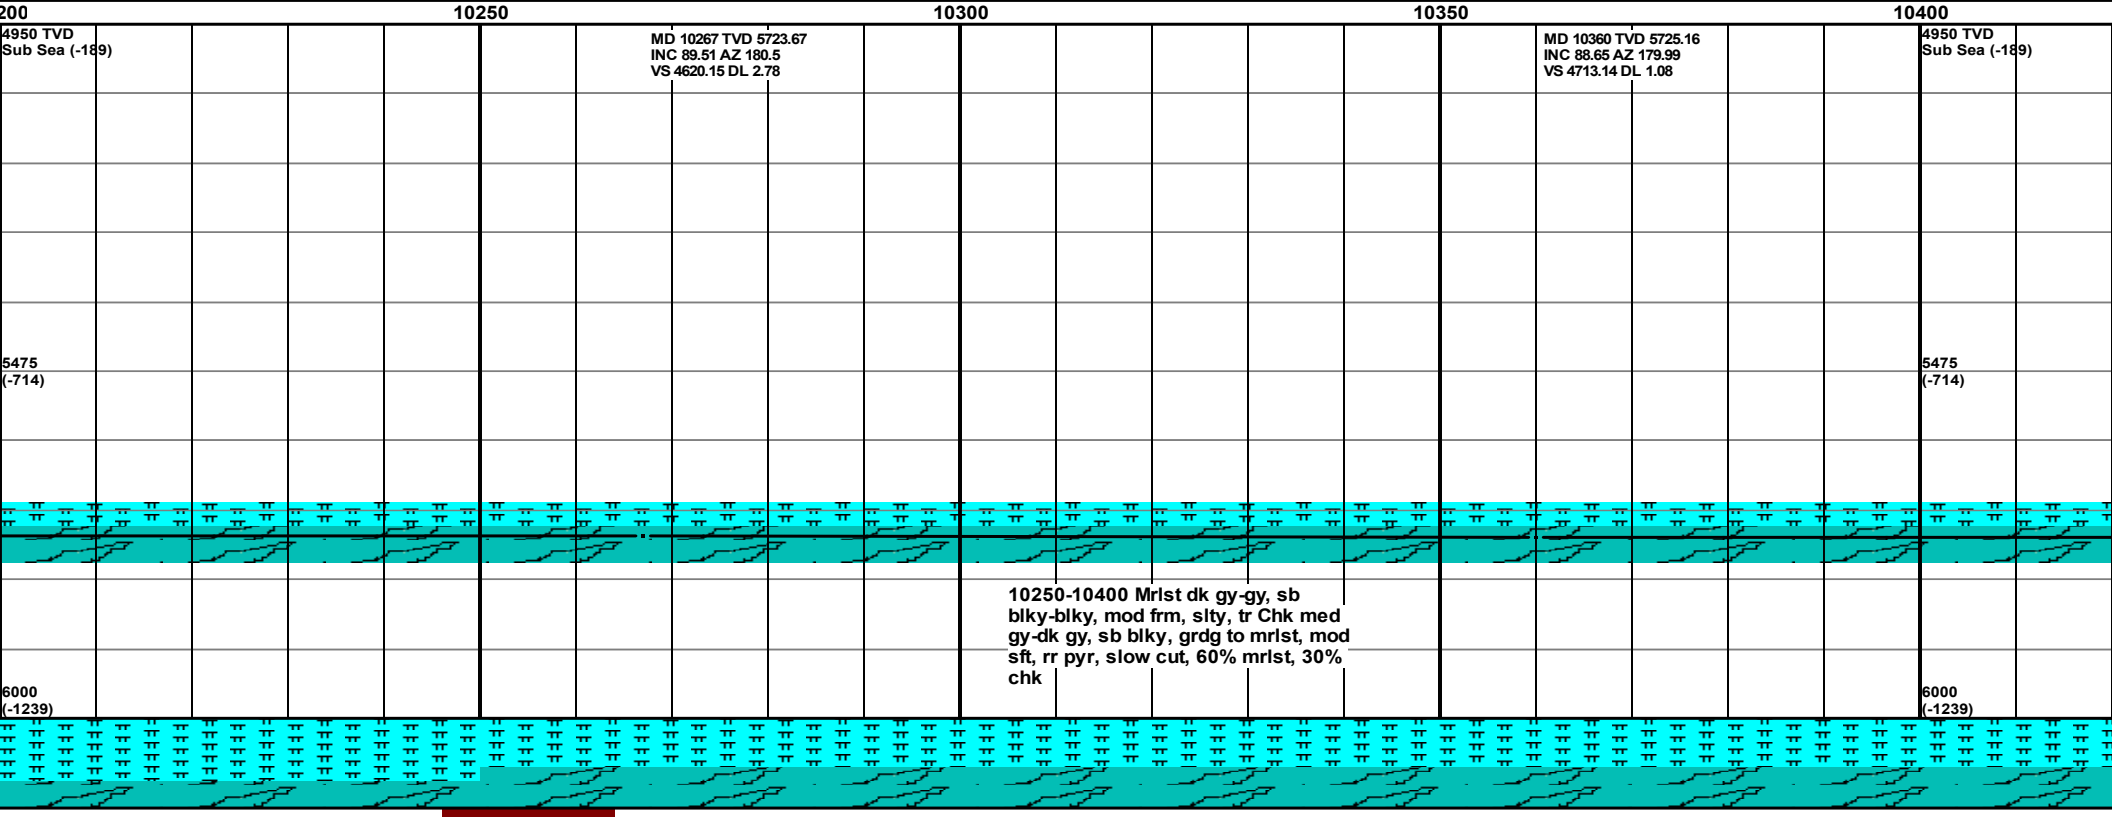 200 10250 10300 10350 10400
4950 TVD
Sub Sea (-189)
MD 10267 TVD 5723.67
INC 89.51 AZ 180.5
VS 4620.15 DL 2.78
MD 10360 TVD 5725.16
INC 88.65 AZ 179.99
VS 4713.14 DL 1.08
4950 TVD
Sub Sea (-189)
5475
(-714)
5475
(-714)
10250-10400 Mrlst dk gy-gy, sb
blky-blky, mod frm, slty, tr Chk med
gy-dk gy, sb blky, grdg to mrlst, mod
sft, rr pyr, slow cut, 60% mrlst, 30%
chk
6000
(-1239)
6000
(-1239)